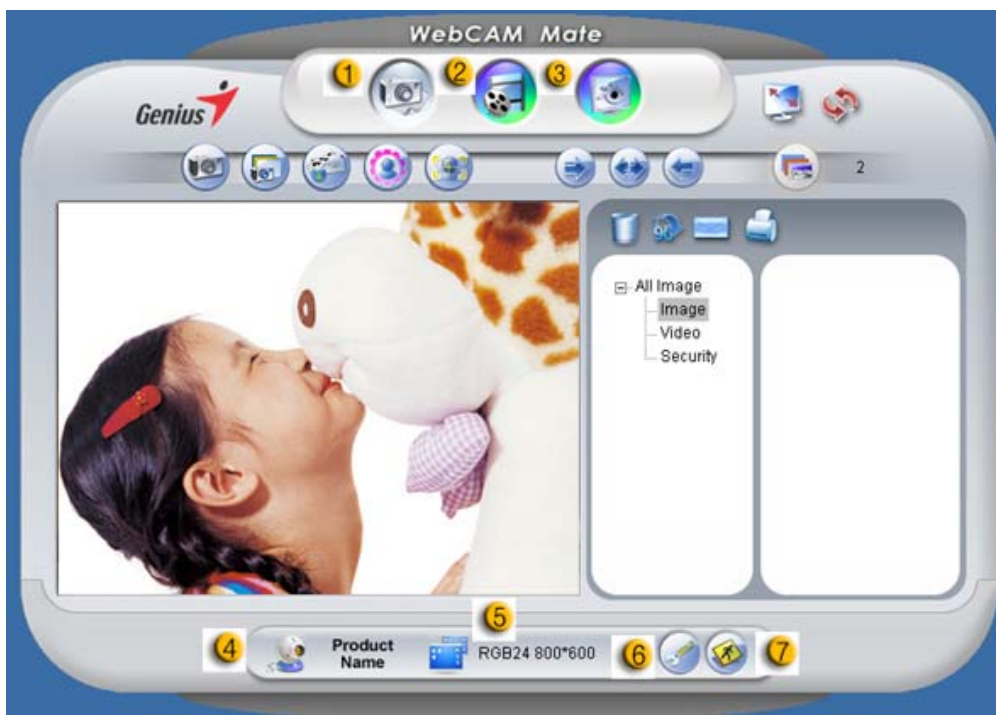 WebCAM Mate
1
2
3
Genius
2
90
All Image
Image
Video
Security
4
Product
Name
5
RGB24 800*600
6
7